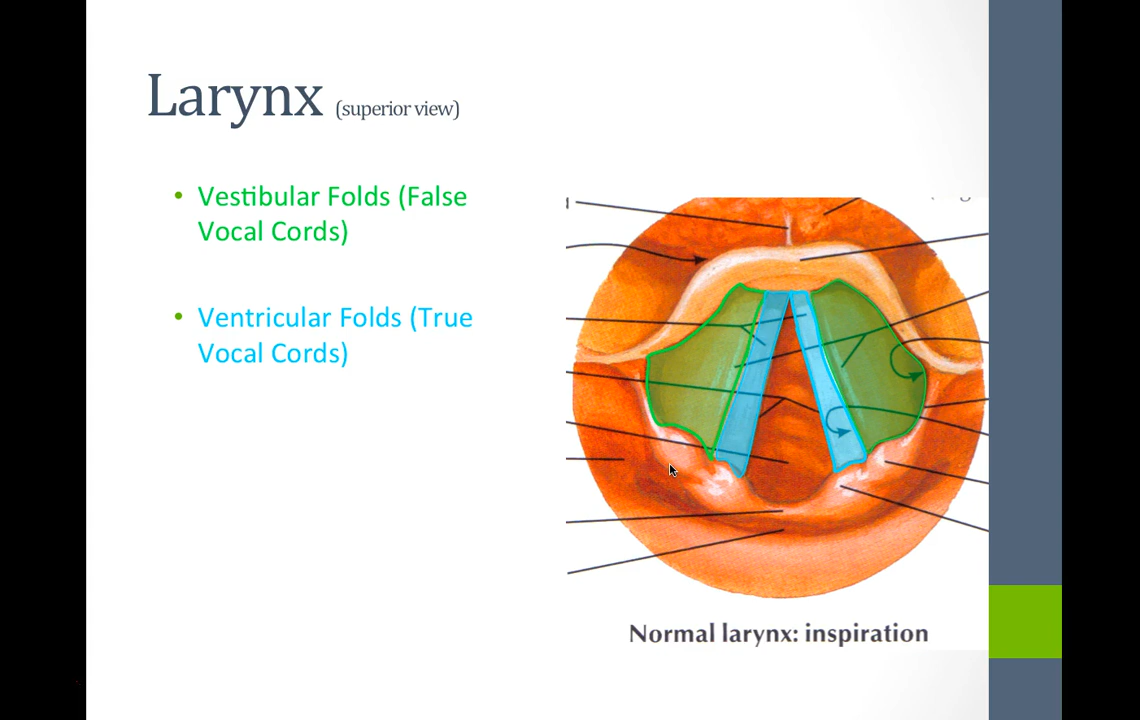 Larynx (superior view)
• Vestibular Folds (False
Vocal Cords)
• Ventricular Folds (True
Vocal Cords)
Normal larynx: inspiration